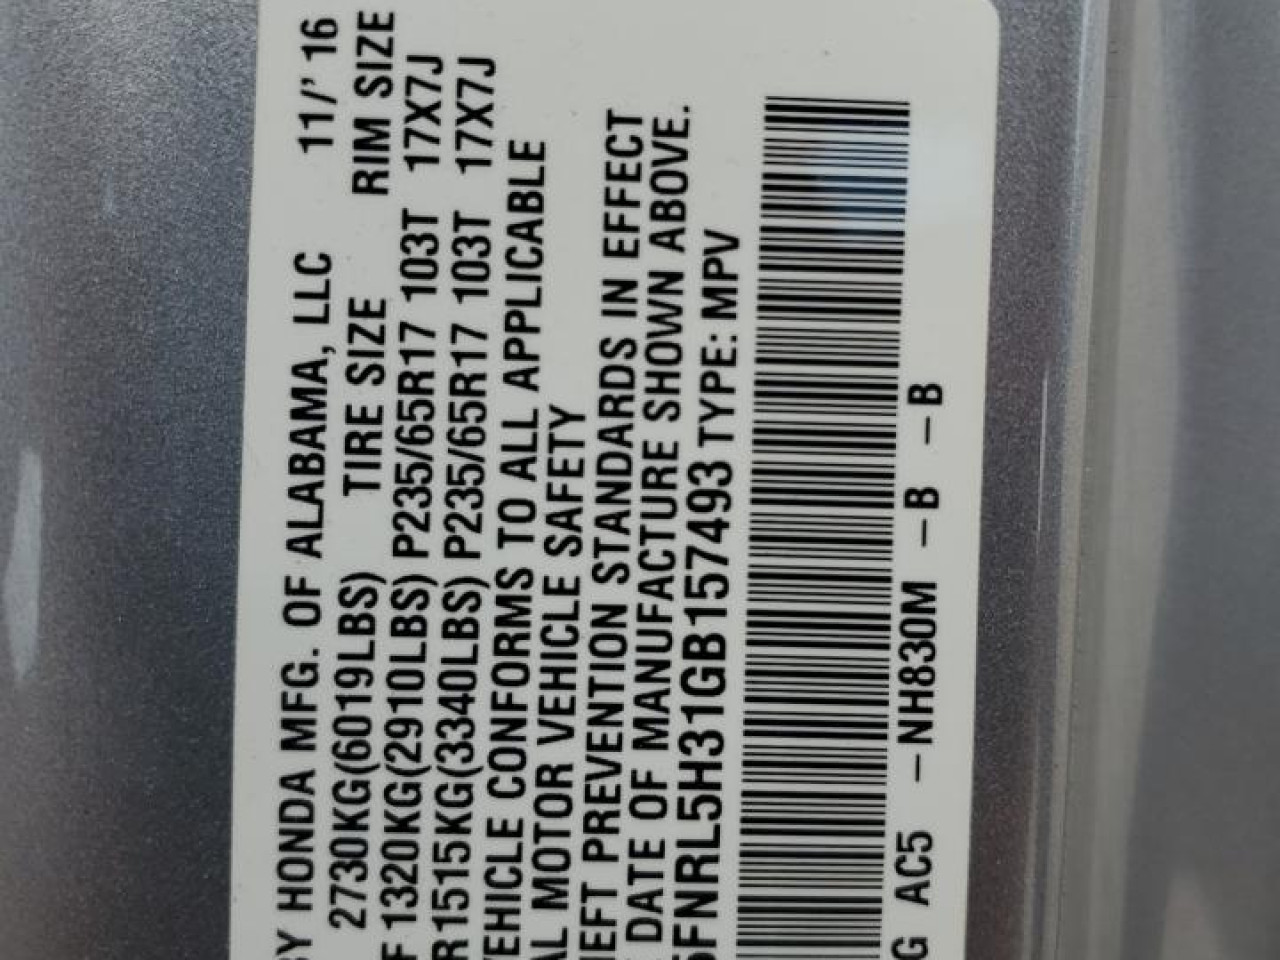 BY HONDA MFG. OF ALABAMA, LLC 11/' 16
2730KG(6019LBS) TIRE SIZE RIM SIZE
F 1320KG(2910LBS) P235/65R17 103T 17X7J
R 1515KG(3340LBS) P235/65R17 103T 17X7J
VEHICLE CONFORMS TO ALL APPLICABLE
AL MOTOR VEHICLE SAFETY
HEFT PREVENTION STANDARDS IN EFFECT
DATE OF MANUFACTURE SHOWN ABOVE.
5FNRL5H31GB157493 TYPE: MPV
G AC5 -NH830M -B -B